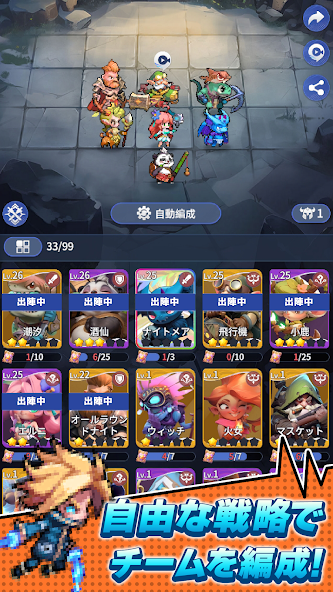 自動編成
1
33/99
Lv.26
Lv.26
Lv.25
Lv.25
Lv.25
出陣中
出陣中
出陣中
出陣中
出陣中
潮汐
酒仙
ナイトメア
飛行機
小鹿
1/10
6/25
1/3
0/10
0/10
Lv.25
Lv.22
Lv.1
Lv.1
Lv.1
出陣中
出陣中
エルニ
オールラウンドナイト
ウィッチ
火女
マスケット
Lv.1
Lv.1
Lv.1
自由な戦略で
チームを編成!